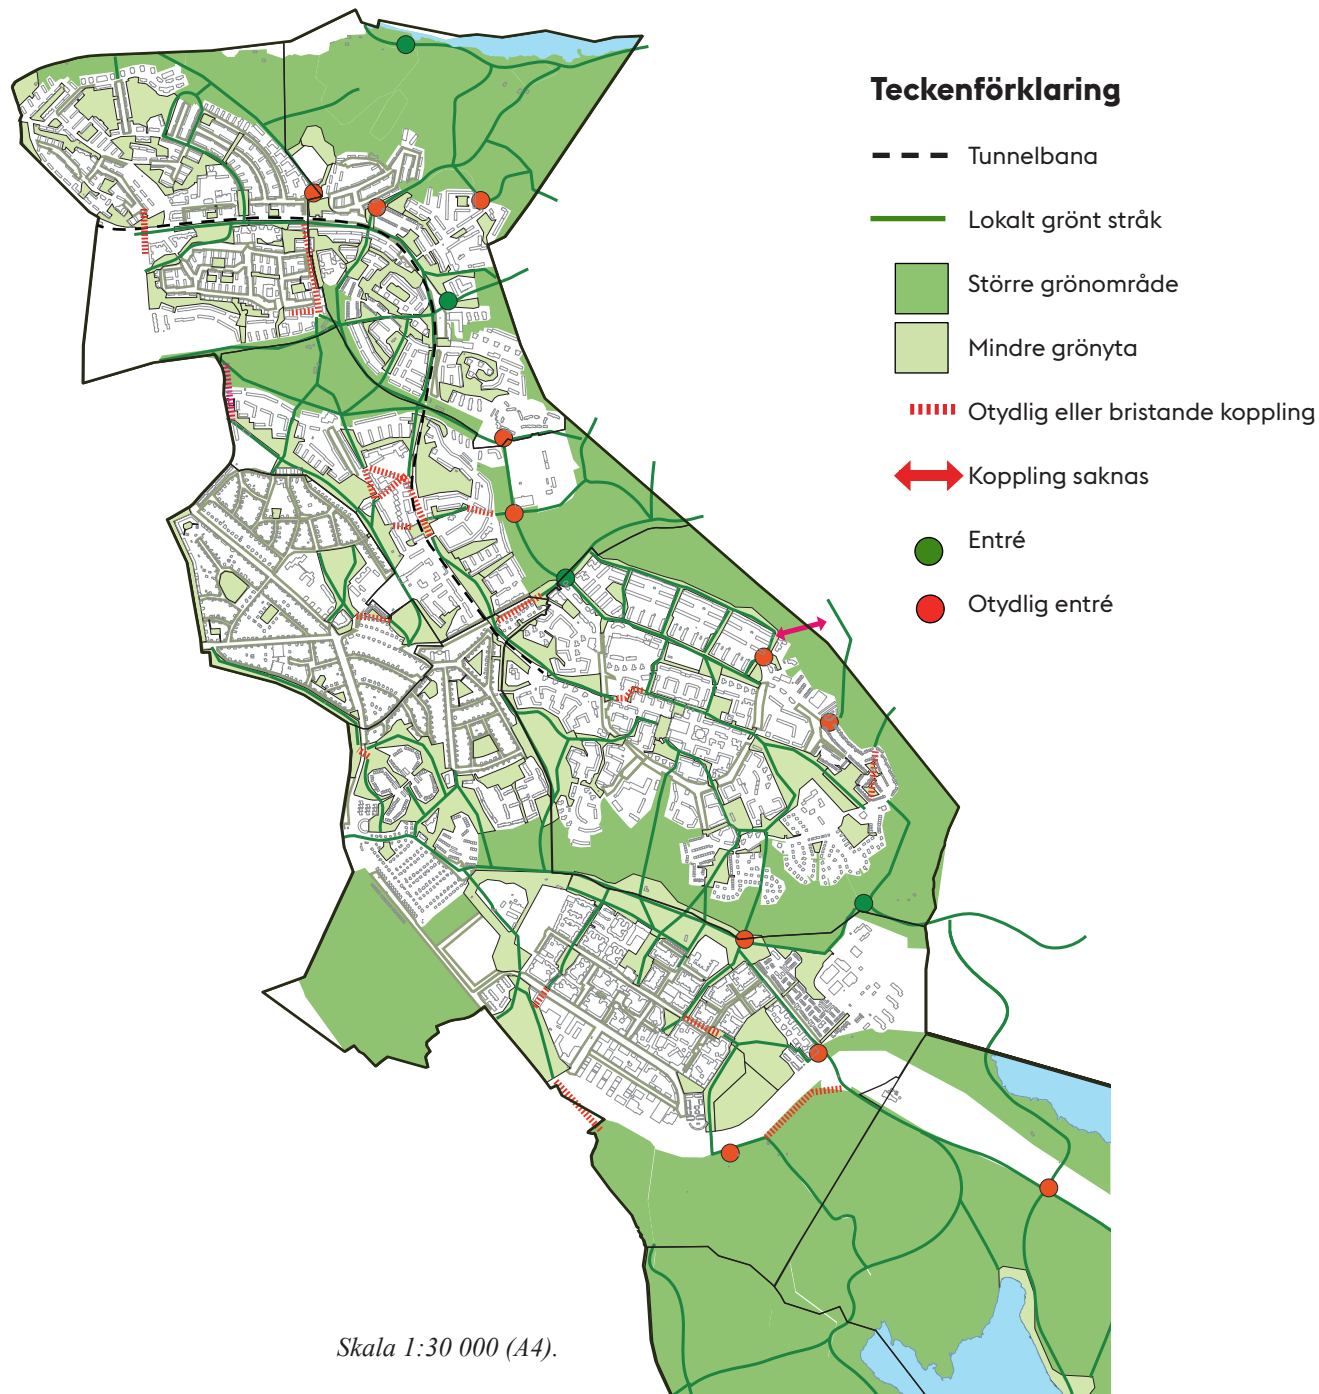 Teckenförklaring
Tunnelbana
Lokalt grönt stråk
Större grönområde
Mindre grönyta
Otydlig eller bristande koppling
Koppling saknas
Entré
Otydlig entré
Skala 1:30 000 (A4).